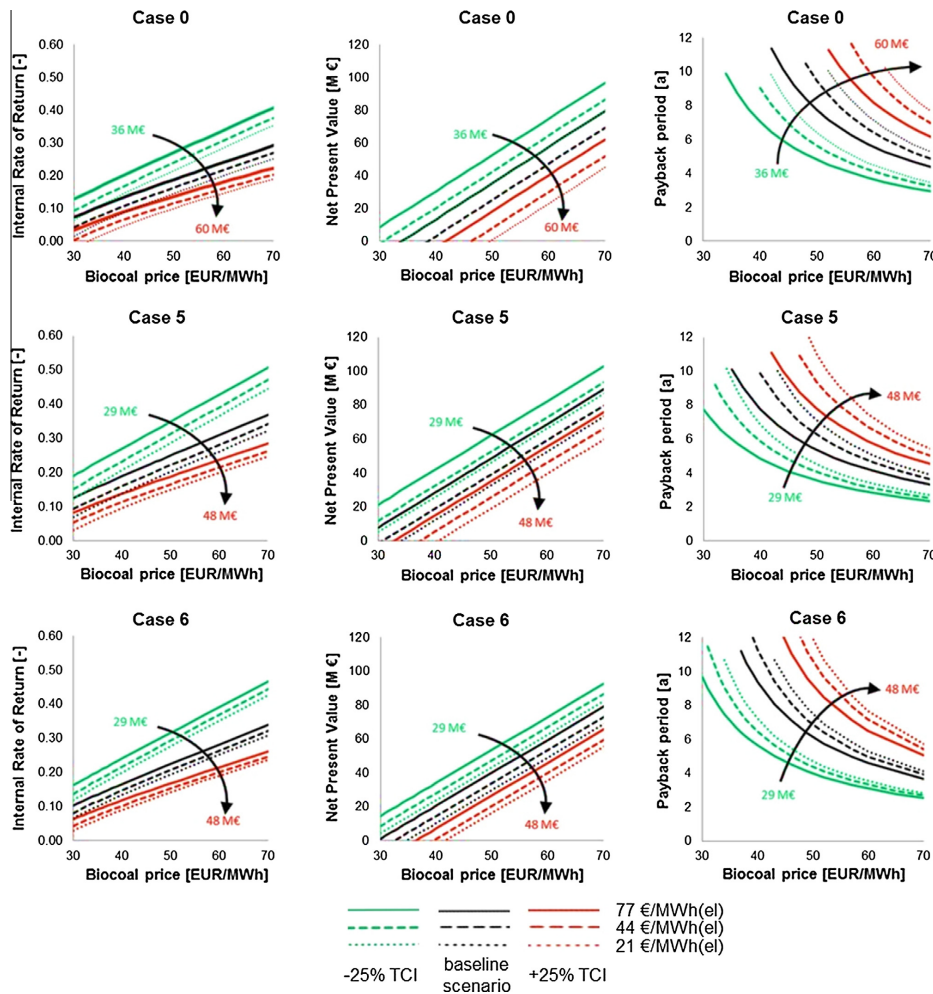 Case 0
Internal Rate of Return [-]
0.60
0.50
0.40
0.30
0.20
0.10
0.00
36 M€
60 M€
30 40 50 60 70
Biocoal price [EUR/MWh]
Case 0
Net Present Value [M €]
120
100
80
60
40
20
0
36 M€
60 M€
30 40 50 60 70
Biocoal price [EUR/MWh]
Case 0
Payback period [a]
12
10
8
6
4
2
0
60 M€
36 M€
30 40 50 60 70
Biocoal price [EUR/MWh]
Case 5
Internal Rate of Return [-]
0.60
0.50
0.40
0.30
0.20
0.10
0.00
29 M€
48 M€
30 40 50 60 70
Biocoal price [EUR/MWh]
Case 5
Net Present Value [M €]
120
100
80
60
40
20
0
29 M€
48 M€
30 40 50 60 70
Biocoal price [EUR/MWh]
Case 5
Payback period [a]
12
10
8
6
4
2
0
48 M€
29 M€
30 40 50 60 70
Biocoal price [EUR/MWh]
Case 6
Internal Rate of Return [-]
0.60
0.50
0.40
0.30
0.20
0.10
0.00
29 M€
48 M€
30 40 50 60 70
Biocoal price [EUR/MWh]
Case 6
Net Present Value [M €]
120
100
80
60
40
20
0
29 M€
48 M€
30 40 50 60 70
Biocoal price [EUR/MWh]
Case 6
Payback period [a]
12
10
8
6
4
2
0
48 M€
29 M€
30 40 50 60 70
Biocoal price [EUR/MWh]
77 €/MWh(el)
44 €/MWh(el)
21 €/MWh(el)
-25% TCI
baseline
scenario
+25% TCI